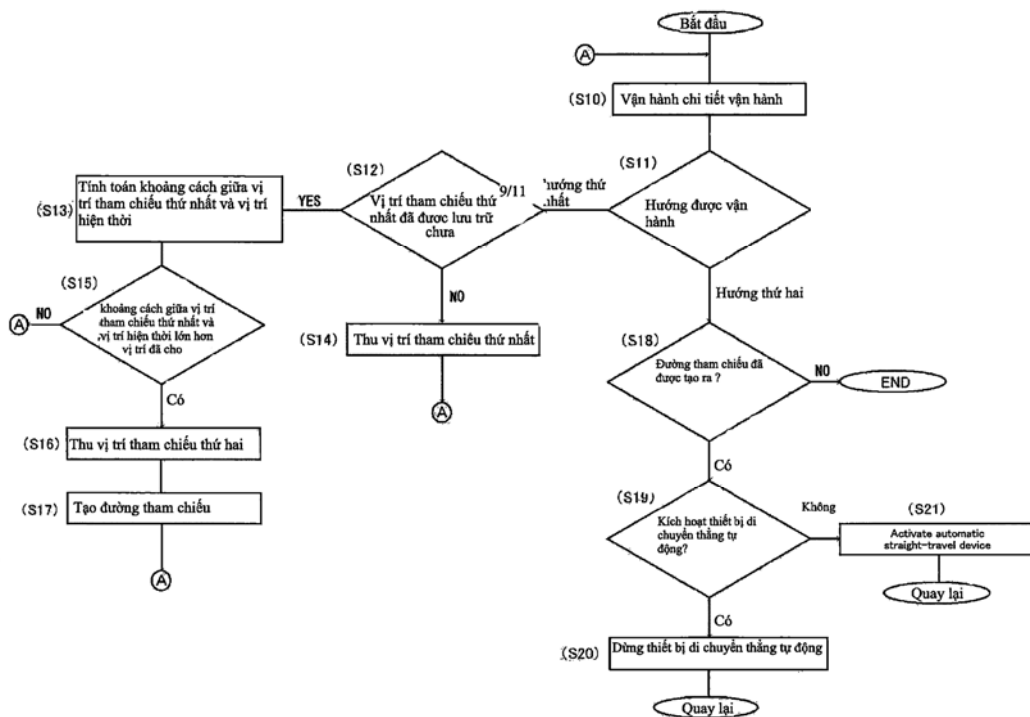 Bắt đầu
A
(S10)
Vận hành chi tiết vận hành
(S11)
Hướng được vận
hành
hướng thứ
nhất
Hướng thứ hai
(S12)
9/11
Vị trí tham chiếu thứ
nhất đã được lưu trữ
chưa
YES
NO
(S13)
Tính toán khoảng cách giữa vị
trí tham chiếu thứ nhất và vị trí
hiện thời
(S14)
Thu vị trí tham chiêu thứ nhất
A
(S15)
khoảng cách giữa vị trí
tham chiếu thứ nhất và
vị trí hiện thời lớn hơn
vị trí đã cho
NO
A
Có
(S16)
Thu vị trí tham chiếu thứ hai
(S17)
Tạo đường tham chiếu
A
(S18)
Đường tham chiếu đã
được tạo ra ?
NO
END
Có
(S19)
Kích hoạt thiết bị di
chuyển thẳng tự
động?
Không
(S21)
Activate automatic
straight-travel device
Quay lại
Có
(S20)
Dừng thiết bị di chuyển thẳng tự động
Quay lại